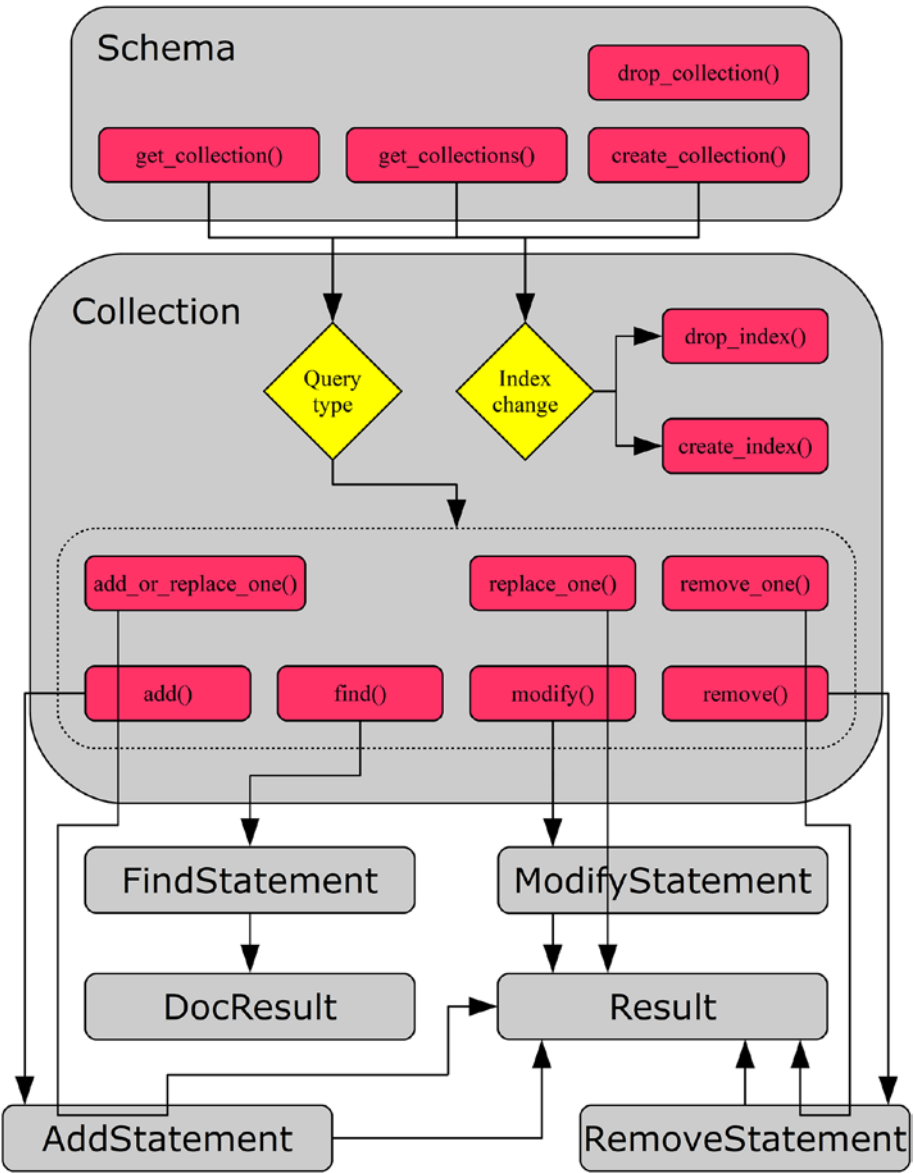 Schema
drop_collection()
get_collection()
get_collections()
create_collection()
Collection
Query
type
Index
change
drop_index()
create_index()
add_or_replace_one()
replace_one()
remove_one()
add()
find()
modify()
remove()
FindStatement
ModifyStatement
DocResult
Result
AddStatement
RemoveStatement